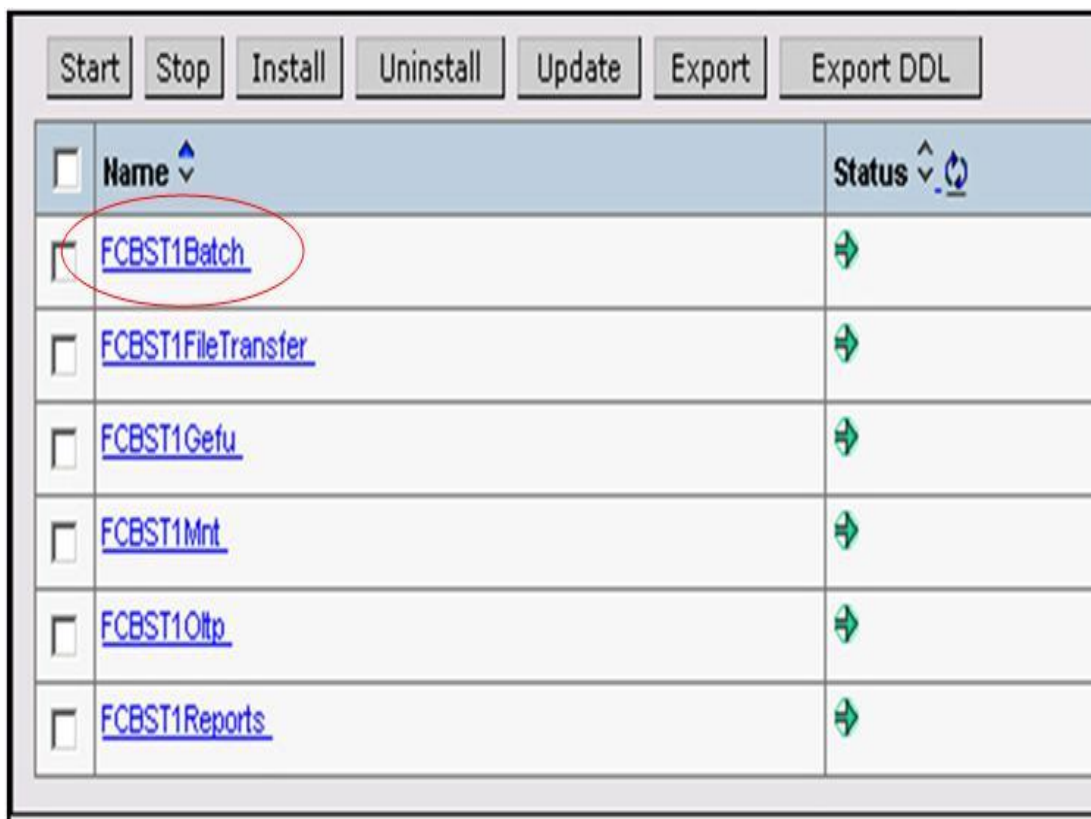 Start Stop Install Uninstall Update Export Export DDL
Name Status
FCBST1Batch
FCBST1FileTransfer
FCBST1Gefu
FCBST1Mnt
FCBST1Oltp
FCBST1Reports